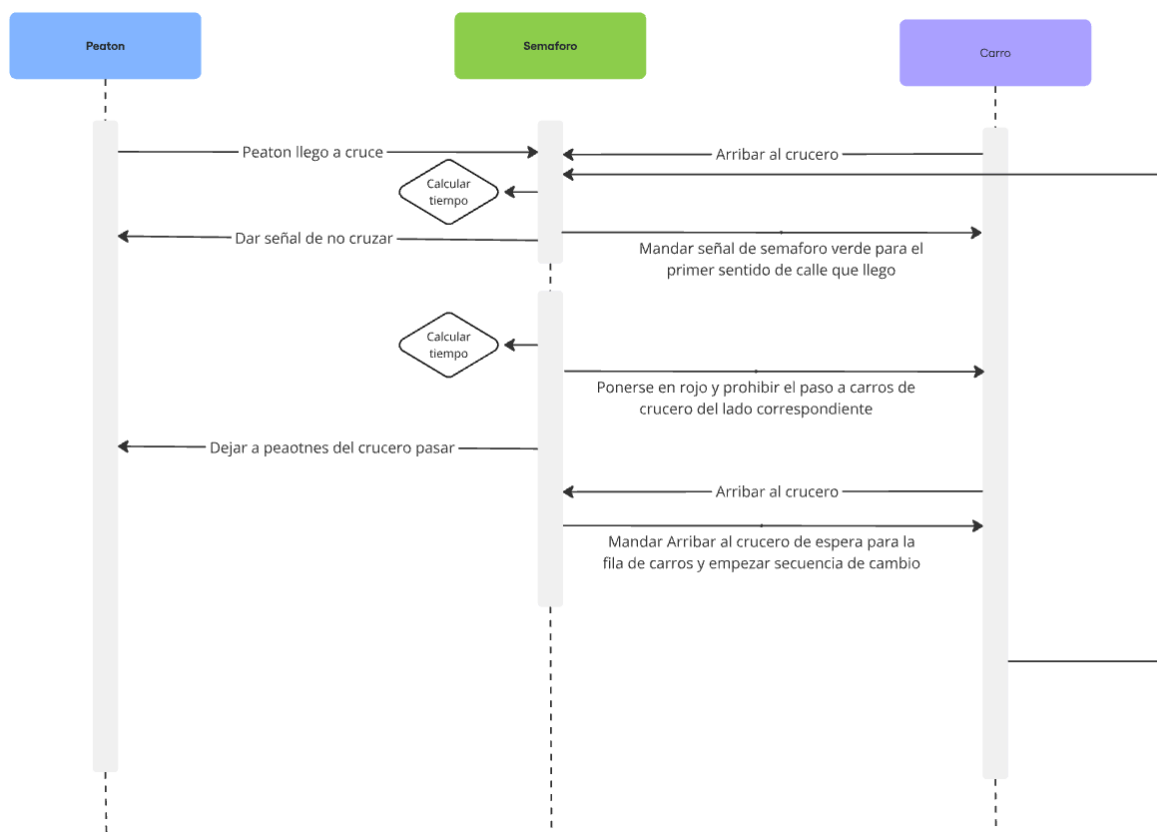 Peaton
Semaforo
Carro
Peaton llego a cruce
Arribar al crucero
Calcular
tiempo
Dar señal de no cruzar
Mandar señal de semaforo verde para el
primer sentido de calle que llego
Calcular
tiempo
Ponerse en rojo y prohibir el paso a carros de
crucero del lado correspondiente
Dejar a peaotnes del crucero pasar
Arribar al crucero
Mandar Arribar al crucero de espera para la
fila de carros y empezar secuencia de cambio